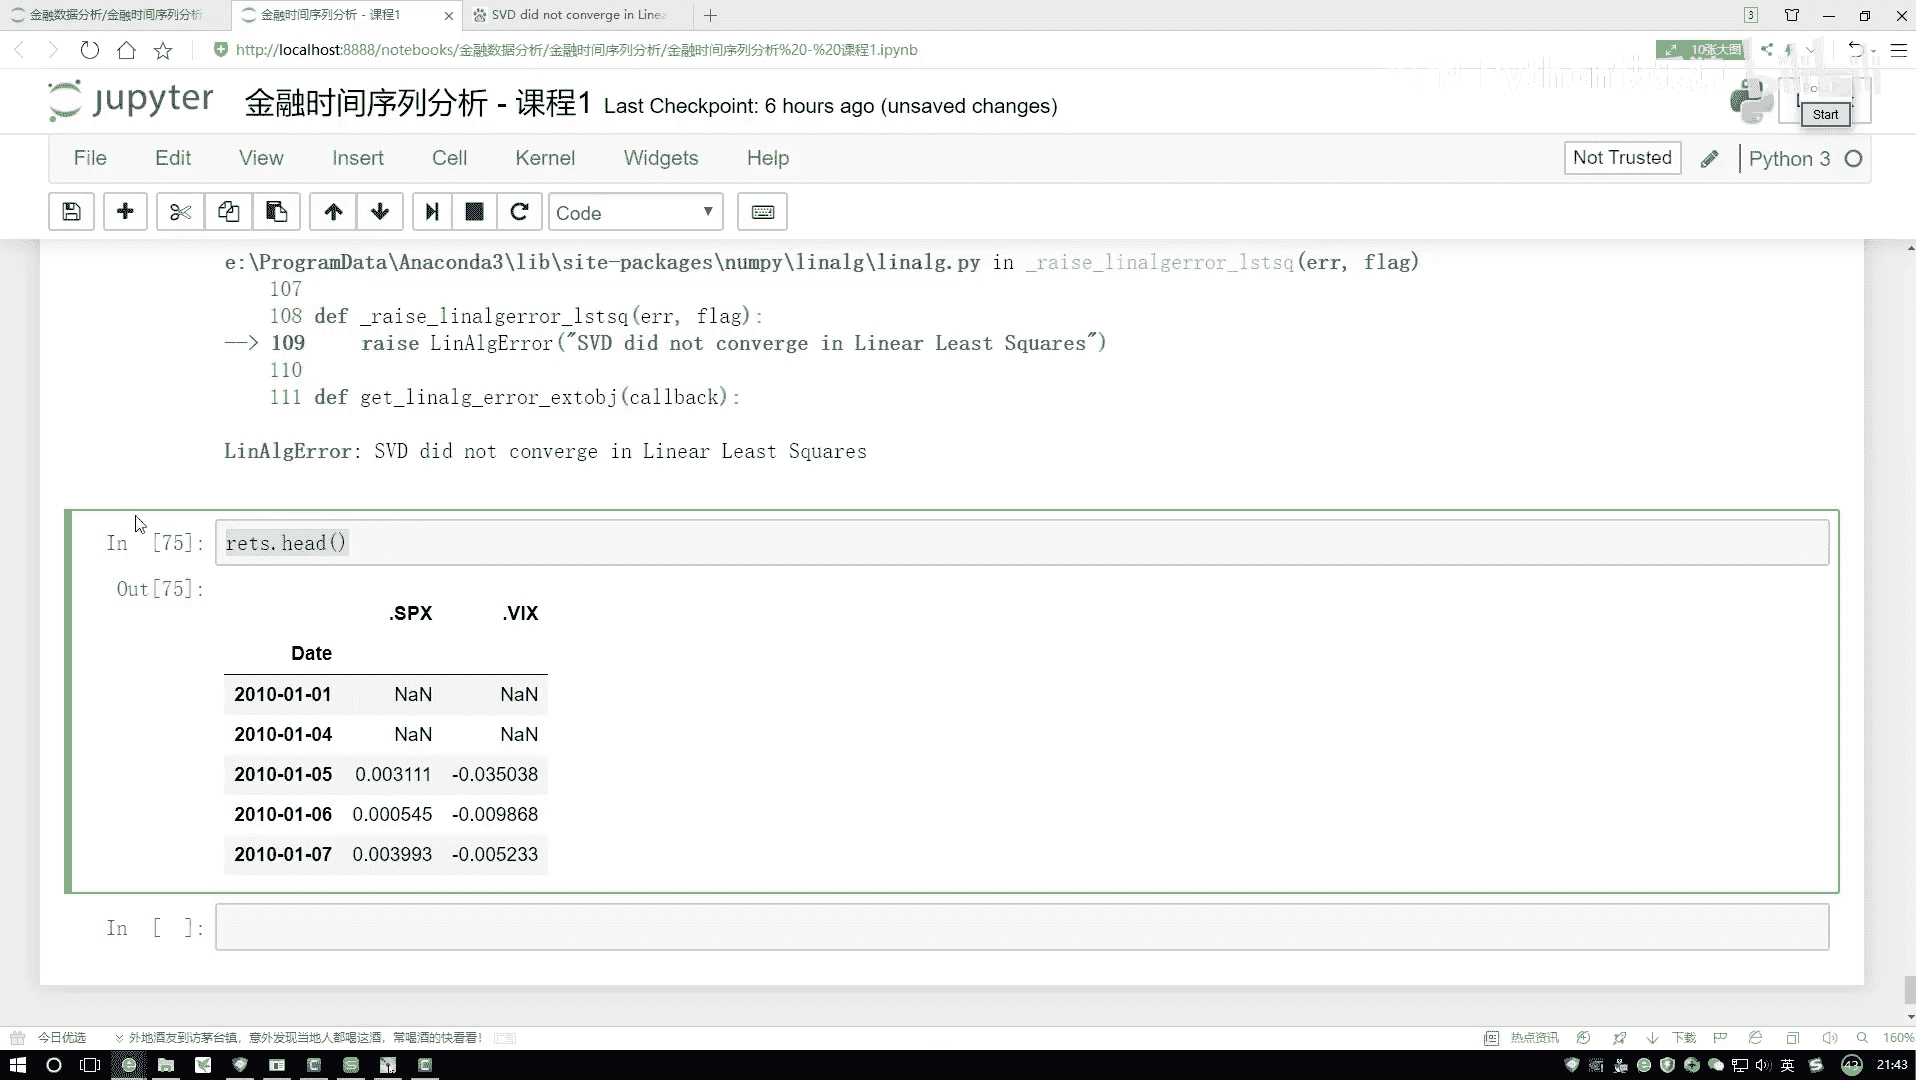 金融数据分析/金融时间序列分析
金融时间序列分析 - 课程1
SVD did not converge in Linea
3
http://localhost:8888/notebooks/金融数据分析/金融时间序列分析/金融时间序列分析%20-%20课程1.ipynb
10张大图
jupyter 金融时间序列分析 - 课程1 Last Checkpoint: 6 hours ago (unsaved changes)
Start
File Edit View Insert Cell Kernel Widgets Help
Not Trusted Python 3
Code
e:\ProgramData\Anaconda3\lib\site-packages\numpy\linalg\linalg.py in _raise_linalgerror_lstsq(err, flag)
107
108 def _raise_linalgerror_lstsq(err, flag):
--> 109 raise LinAlgError("SVD did not converge in Linear Least Squares")
110
111 def get_linalg_error_extobj(callback):
LinAlgError: SVD did not converge in Linear Least Squares
In [75]: rets.head()
Out[75]:
.SPX .VIX
Date
2010-01-01 NaN NaN
2010-01-04 NaN NaN
2010-01-05 0.003111 -0.035038
2010-01-06 0.000545 -0.009868
2010-01-07 0.003993 -0.005233
In [ ]:
今日优选 外地酒友到访茅台镇，意外发现当地人都喝这酒，常喝酒的快看看！
热点资讯 下载 160%
英 43 21:43